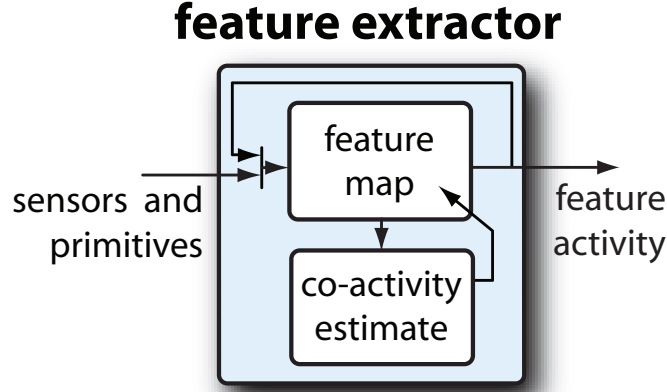 feature extractor
feature
map
sensors and
primitives
feature
activity
co-activity
estimate